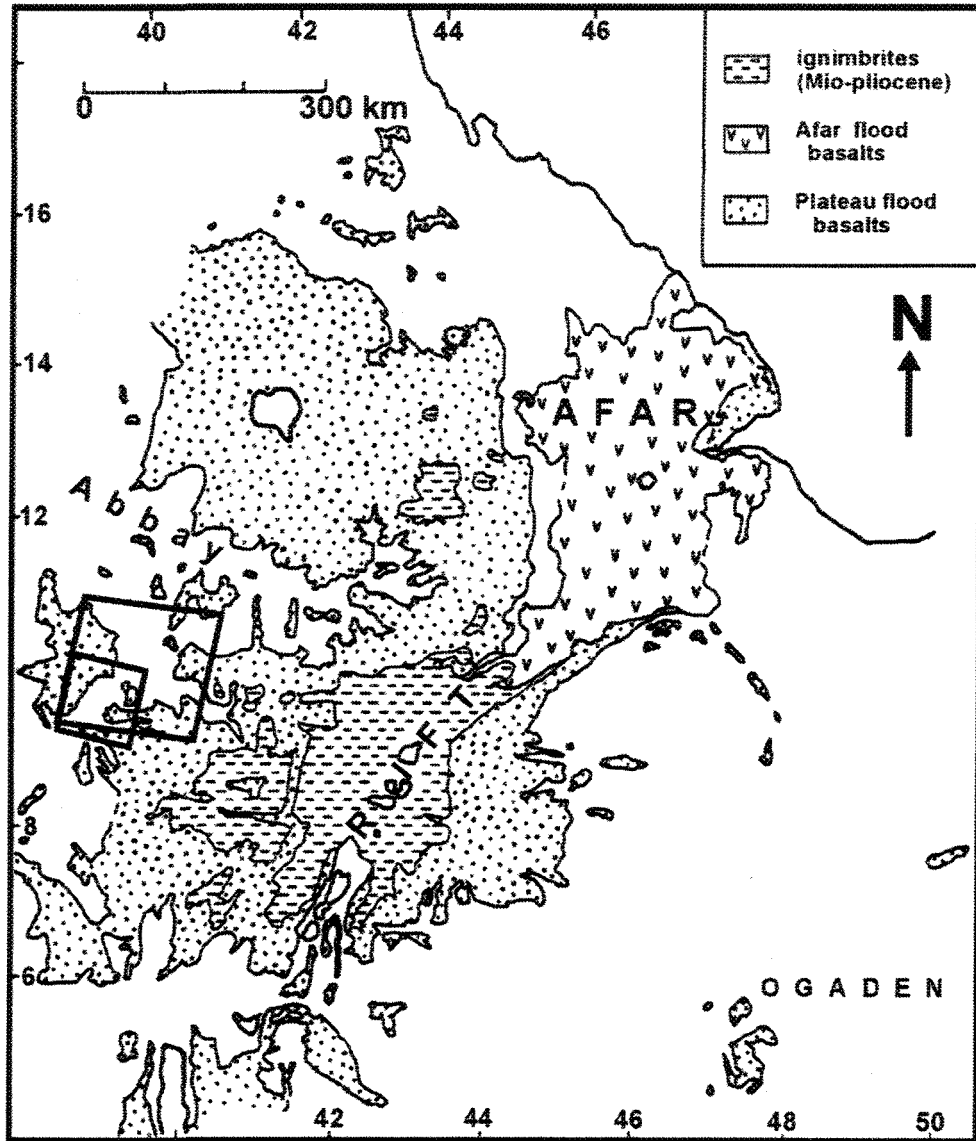 40 42 44 46
ignimbrites
(Mio-pliocene)
Afar flood
basalts
Plateau flood
basalts
0 300 km
16
N
14
AFAR
12
Abbay
RIFT
8
6
OGADEN
42 44 46 48 50